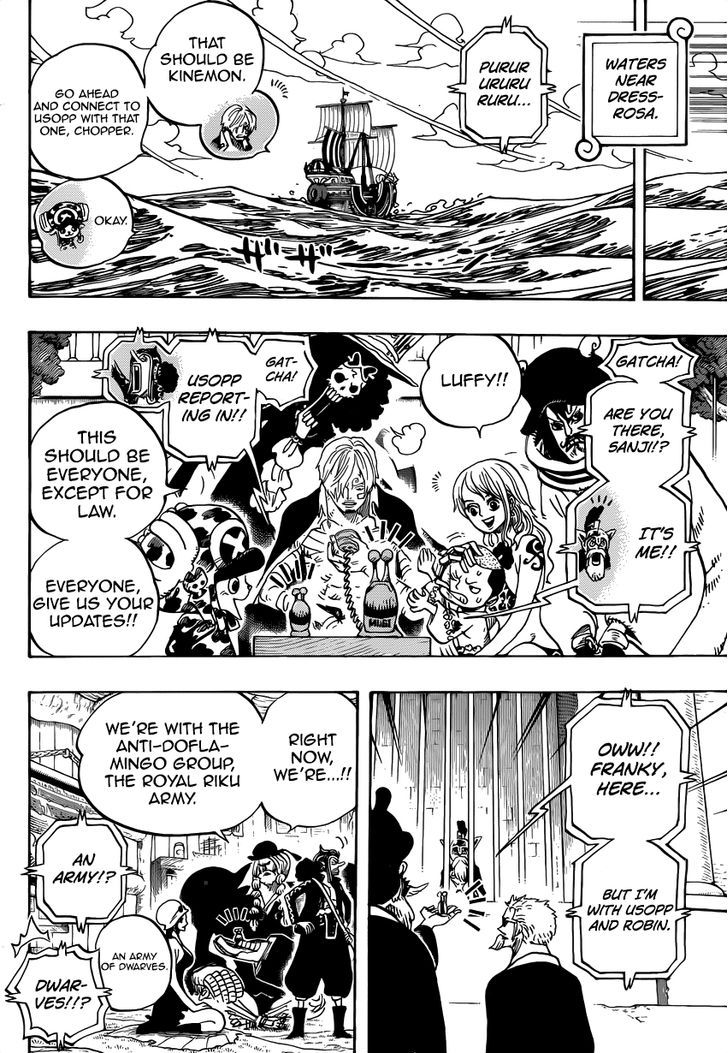 WATERS
NEAR
DRESS-
ROSA.
PURUR
URURU
RURU...
THAT
SHOULD BE
KINEMON.
GO AHEAD
AND CONNECT TO
USOPP WITH THAT
ONE, CHOPPER.
OKAY.
GATCHA!
ARE YOU
THERE,
SANJI!?
IT'S
ME!!
LUFFY!!
GAT-
CHA!
USOPP
REPORT-
ING IN!!
THIS
SHOULD BE
EVERYONE,
EXCEPT FOR
LAW.
EVERYONE,
GIVE US YOUR
UPDATES!!
MUGI
OWW!!
FRANKY,
HERE...
BUT I'M
WITH USOPP
AND ROBIN.
RIGHT
NOW,
WE'RE...!!
WE'RE WITH THE
ANTI-DOFLA-
MINGO GROUP,
THE ROYAL RIKU
ARMY.
AN
ARMY!?
AN ARMY
OF DWARVES.
DWAR-
VES!!?